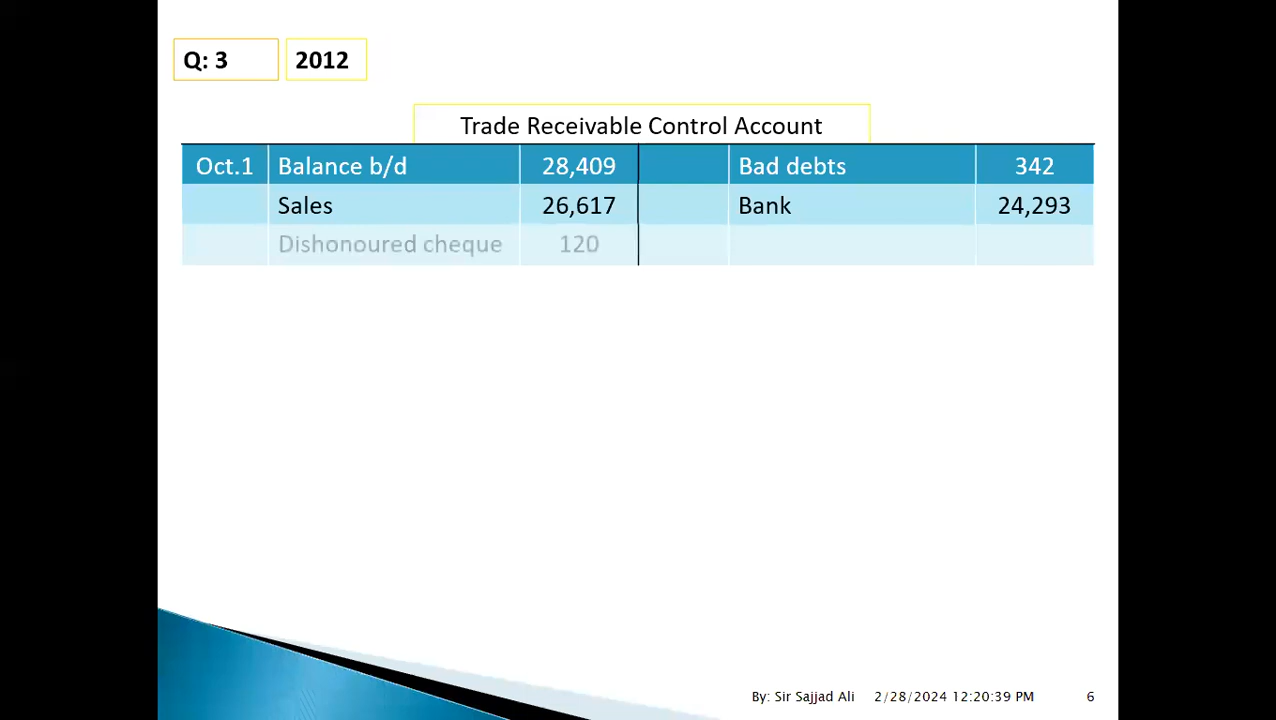 Q: 3 2012
Trade Receivable Control Account
Oct.1 Balance b/d 28,409 Bad debts 342
Sales 26,617 Bank 24,293
Dishonoured cheque 120
By: Sir Sajjad Ali 2/28/2024 12:20:39 PM 6